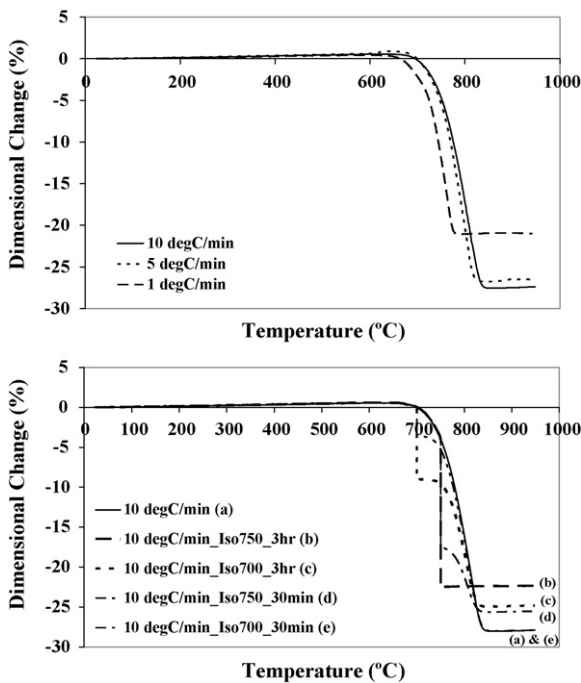 5
0
-5
-10
-15
-20
-25
-30
0 200 400 600 800 1000
Dimensional Change (%)
10 degC/min
5 degC/min
1 degC/min
Temperature (ºC)
5
0
-5
-10
-15
-20
-25
-30
0 100 200 300 400 500 600 700 800 900 1000
Dimensional Change (%)
10 degC/min (a)
10 degC/min_Iso750_3hr (b)
10 degC/min_Iso700_3hr (c)
10 degC/min_Iso750_30min (d)
10 degC/min_Iso700_30min (e)
(b)
(c)
(d)
(a) & (e)
Temperature (ºC)